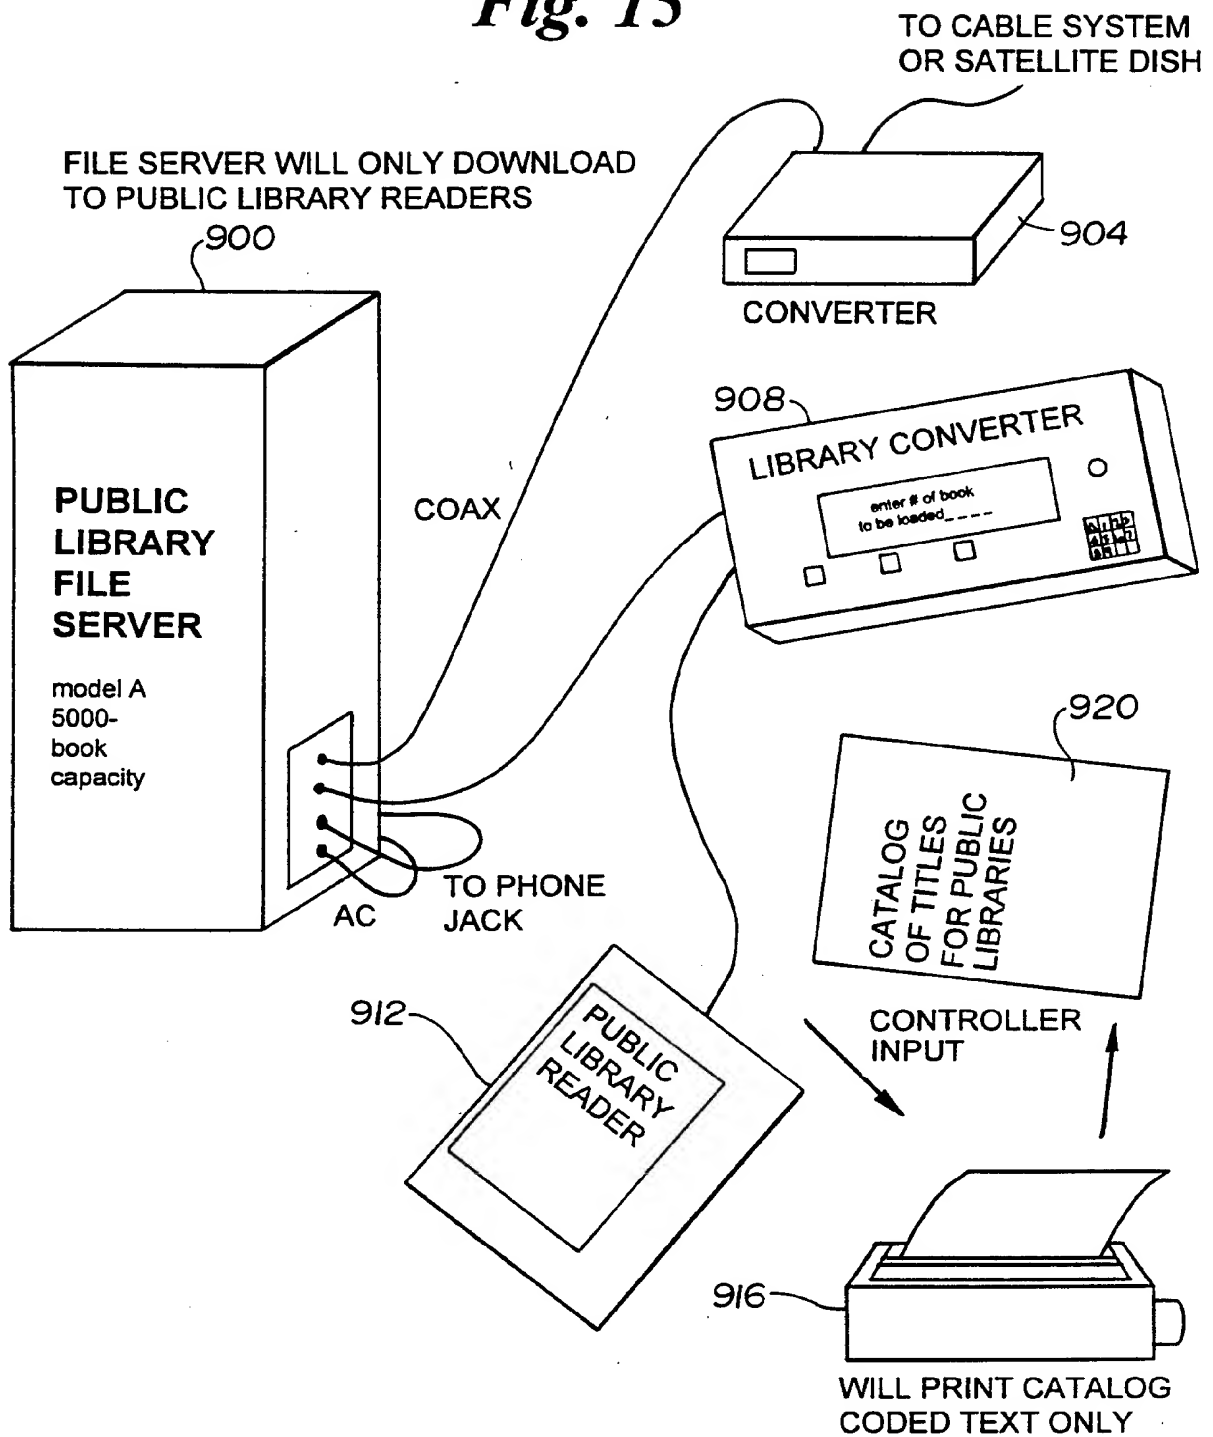 Fig. 15
TO CABLE SYSTEM
OR SATELLITE DISH
FILE SERVER WILL ONLY DOWNLOAD
TO PUBLIC LIBRARY READERS
900
904
CONVERTER
908
LIBRARY CONVERTER
enter # of book
to be loaded_ _ _ _
COAX
PUBLIC
LIBRARY
FILE
SERVER
model A
5000-
book
capacity
AC
TO PHONE
JACK
920
CATALOG
OF TITLES
FOR PUBLIC
LIBRARIES
912
PUBLIC
LIBRARY
READER
CONTROLLER
INPUT
916
WILL PRINT CATALOG
CODED TEXT ONLY